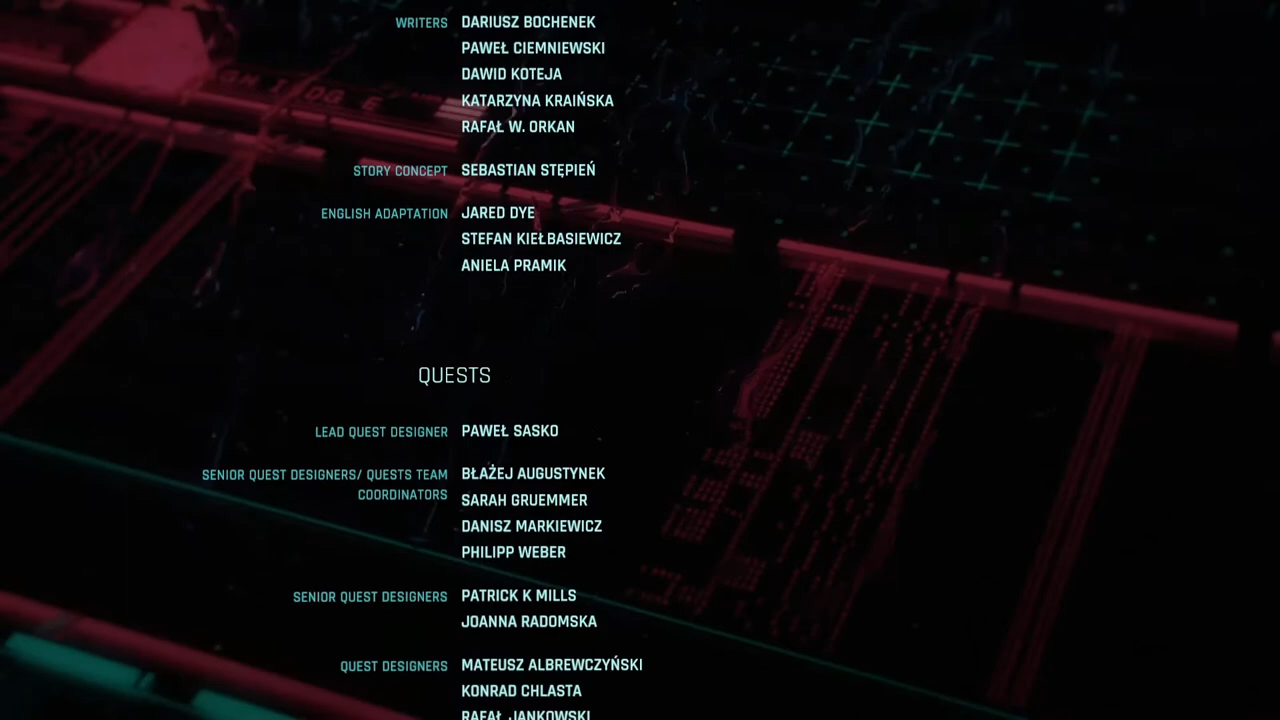 WRITERS DARIUSZ BOCHENEK
PAWEŁ CIEMNIEWSKI
DAWID KOTEJA
KATARZYNA KRAIŃSKA
RAFAŁ W. ORKAN
STORY CONCEPT SEBASTIAN STĘPIEŃ
ENGLISH ADAPTATION JARED DYE
STEFAN KIEŁBASIEWICZ
ANIELA PRAMIK
QUESTS
LEAD QUEST DESIGNER PAWEŁ SASKO
SENIOR QUEST DESIGNERS/ QUESTS TEAM BŁAŻEJ AUGUSTYNEK
COORDINATORS SARAH GRUEMMER
DANISZ MARKIEWICZ
PHILIPP WEBER
SENIOR QUEST DESIGNERS PATRICK K MILLS
JOANNA RADOMSKA
QUEST DESIGNERS MATEUSZ ALBREWCZYŃSKI
KONRAD CHLASTA
RAFAŁ JANKOWSKI